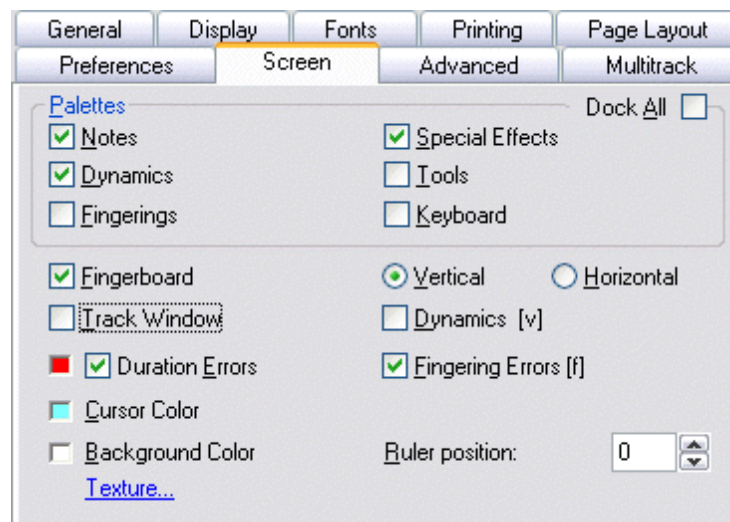 General Display Fonts Printing Page Layout
Preferences Screen Advanced Multitrack
Palettes Dock All
Notes Special Effects
Dynamics Tools
Fingerings Keyboard
Fingerboard Vertical Horizontal
Track Window Dynamics [v]
Duration Errors Fingering Errors [f]
Cursor Color
Background Color Ruler position: 0
Texture...